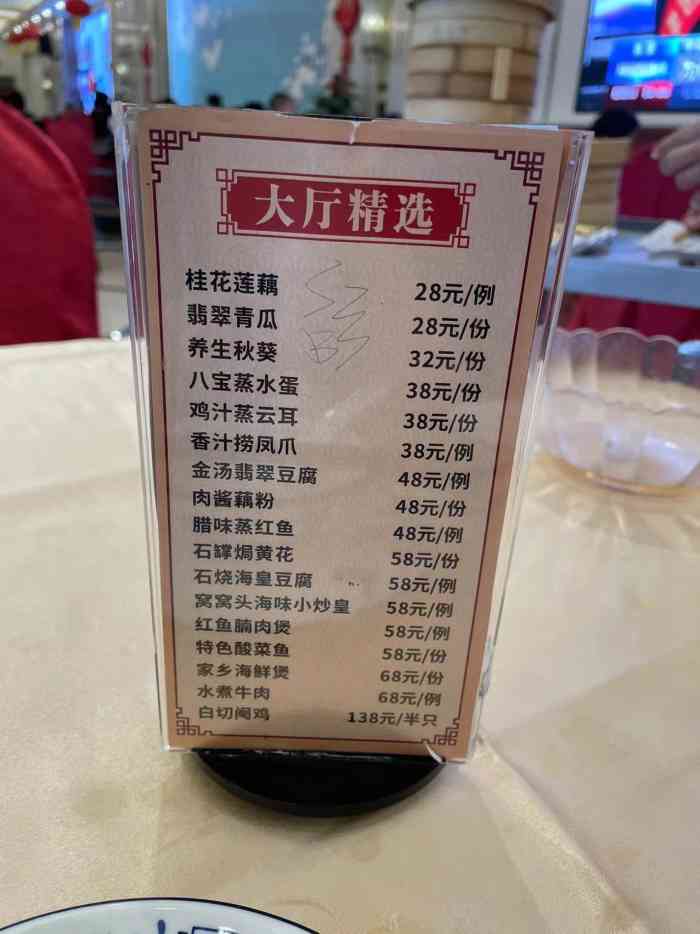 大厅精选
桂花莲藕 28元/例
翡翠青瓜 28元/份
养生秋葵 32元/份
八宝蒸水蛋 38元/份
鸡汁蒸云耳 38元/份
香汁捞凤爪 38元/例
金汤翡翠豆腐 48元/例
肉酱藕粉 48元/份
腊味蒸红鱼 48元/例
石罉焗黄花 58元/份
石烧海皇豆腐 58元/例
窝窝头海味小炒皇 58元/例
红鱼腩肉煲 58元/例
特色酸菜鱼 58元/份
家乡海鲜煲 68元/份
水煮牛肉 68元/例
白切阉鸡 138元/半只